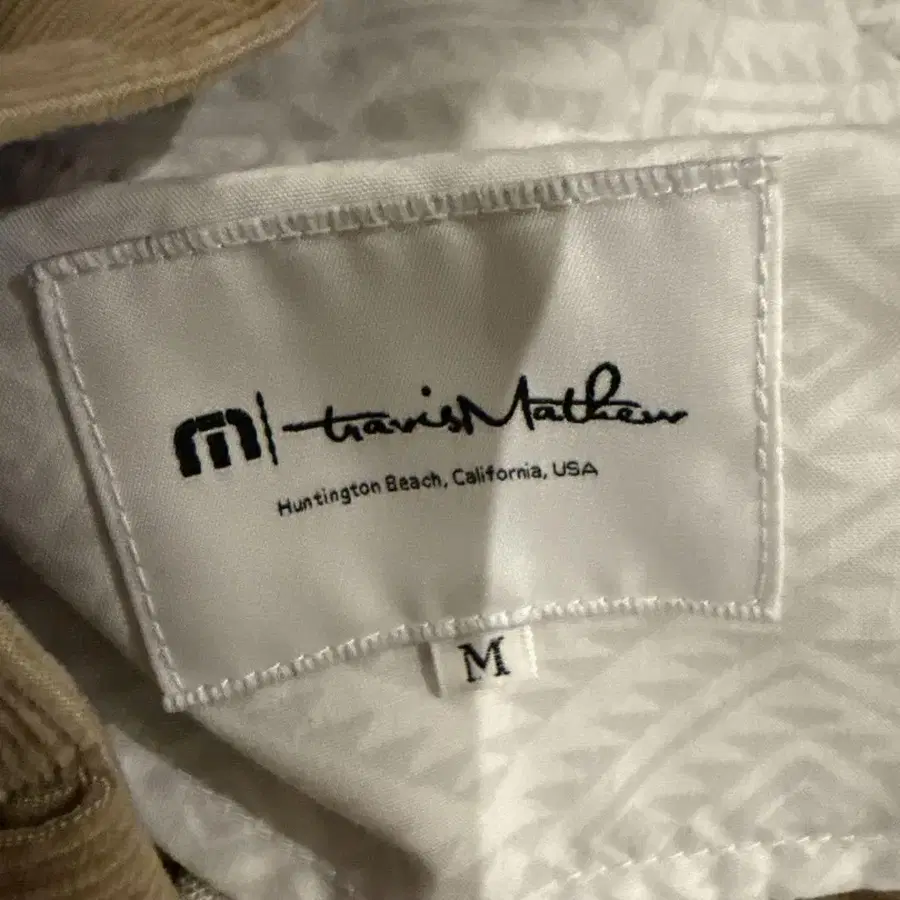 travisMathew
Huntington Beach, California, USA
M